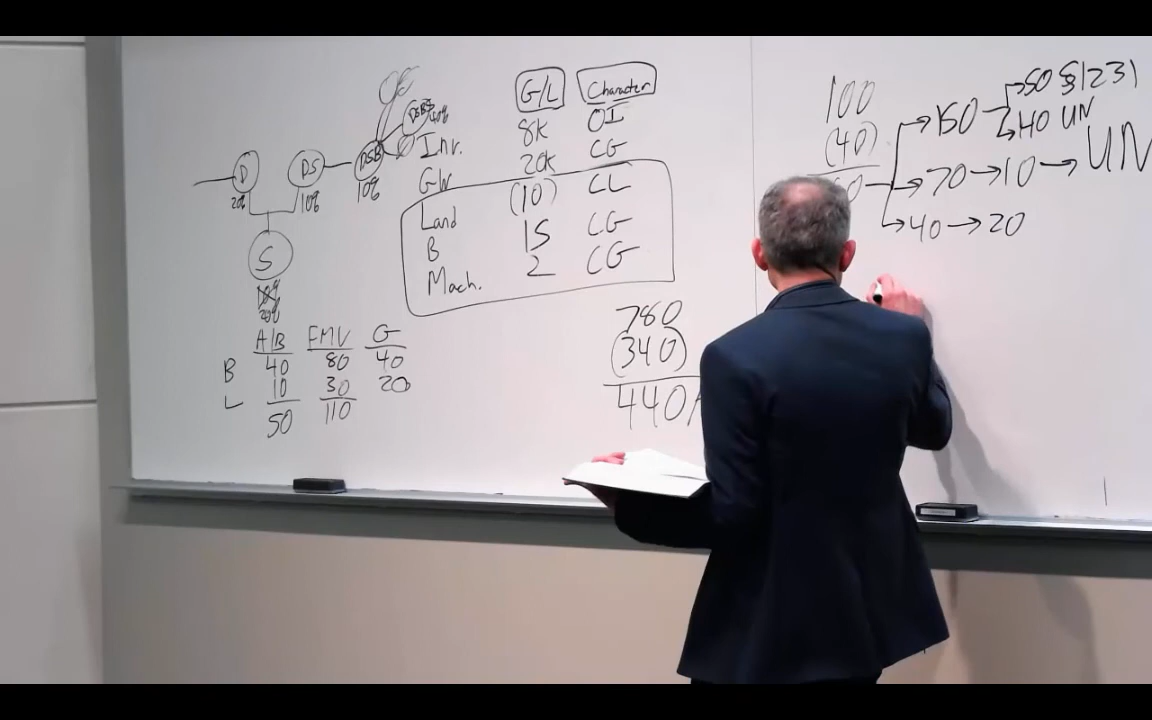 G/L Character
Inv. 8K OI
GW 20K CG
Land (10) CL
B 15 CG
Mach. 2 CG
D
20%
DS
10%
DSB
10%
S
A/B FMV G
B 40 80 40
L 10 30 20
50 110
780
(340)
440
100
(40)
→150 → 50 §1231
→ 40 UN
→70→10→UN
→40→20